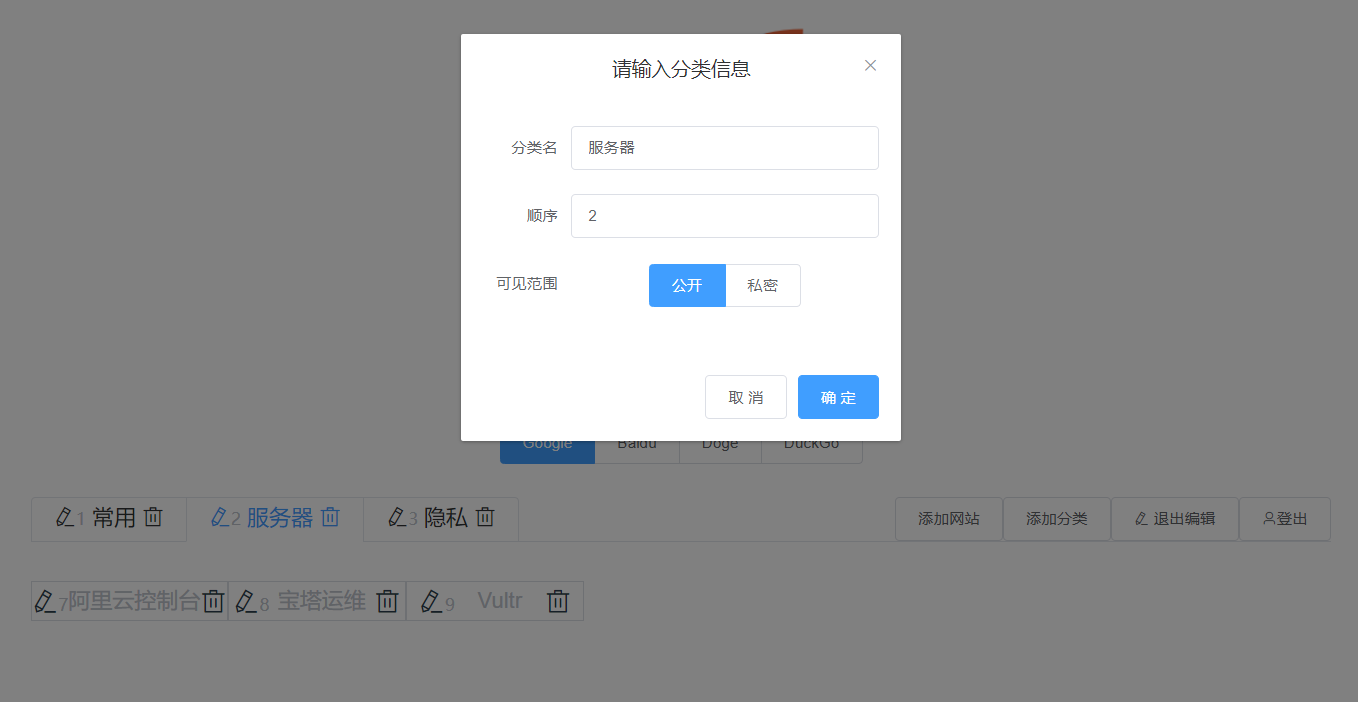 请输入分类信息
分类名 服务器
顺序 2
可见范围 公开 私密
取 消 确 定
Google Baidu Doge DuckGo
1 常用 2 服务器 3 隐私 添加网站 添加分类 退出编辑 登出
7 阿里云控制台 8 宝塔运维 9 Vultr